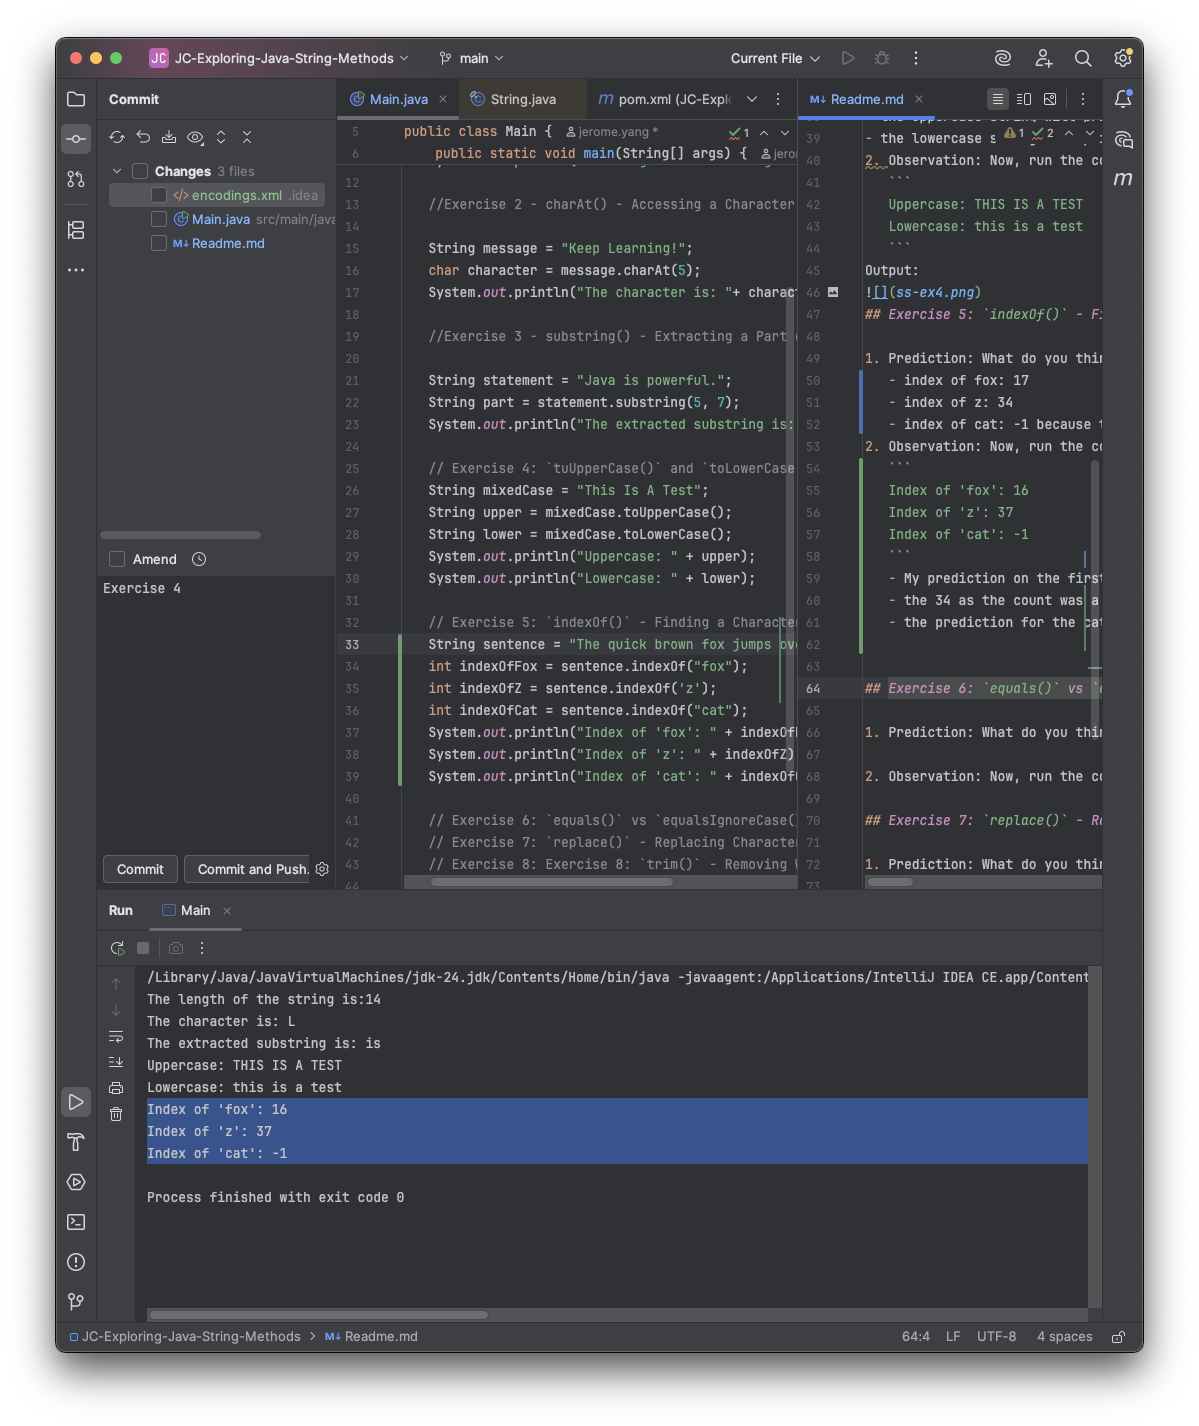 JC JC-Exploring-Java-String-Methods main Current File
Commit
Changes 3 files
</> encodings.xml .idea
Main.java src/main/java
M↓ Readme.md
Amend
Exercise 4
Commit Commit and Push.
Main.java String.java m pom.xml (JC-Explo
5 public class Main { jerome.yang * 1
6 public static void main(String[] args) { jero
12
13 //Exercise 2 - charAt() - Accessing a Character
14
15 String message = "Keep Learning!";
16 char character = message.charAt(5);
17 System.out.println("The character is: "+ charact
18
19 //Exercise 3 - substring() - Extracting a Part
20
21 String statement = "Java is powerful.";
22 String part = statement.substring(5, 7);
23 System.out.println("The extracted substring is:
24
25 // Exercise 4: `tuUpperCase()` and `toLowerCase
26 String mixedCase = "This Is A Test";
27 String upper = mixedCase.toUpperCase();
28 String lower = mixedCase.toLowerCase();
29 System.out.println("Uppercase: " + upper);
30 System.out.println("Lowercase: " + lower);
31
32 // Exercise 5: `indexOf()` - Finding a Character
33 String sentence = "The quick brown fox jumps ove
34 int indexOfFox = sentence.indexOf("fox");
35 int indexOfZ = sentence.indexOf('z');
36 int indexOfCat = sentence.indexOf("cat");
37 System.out.println("Index of 'fox': " + indexOfF
38 System.out.println("Index of 'z': " + indexOfZ)
39 System.out.println("Index of 'cat': " + indexOfC
40
41 // Exercise 6: `equals()` vs `equalsIgnoreCase()
42 // Exercise 7: `replace()` - Replacing Character
43 // Exercise 8: Exercise 8: `trim()` - Removing W
44
M↓ Readme.md
39 - the lowercase s 1 2
40 2. Observation: Now, run the co
41 ```
42 Uppercase: THIS IS A TEST
43 Lowercase: this is a test
44 ```
45 Output:
46 ![](ss-ex4.png)
47 ## Exercise 5: `indexOf()` - Fi
48
49 1. Prediction: What do you thin
50 - index of fox: 17
51 - index of z: 34
52 - index of cat: -1 because t
53 2. Observation: Now, run the co
54 ```
55 Index of 'fox': 16
56 Index of 'z': 37
57 Index of 'cat': -1
58 ```
59 - My prediction on the first
60 - the 34 as the count was a
61 - the prediction for the cat
62
63
64 ## Exercise 6: `equals()` vs `e
65
66 1. Prediction: What do you thin
67
68 2. Observation: Now, run the co
69
70 ## Exercise 7: `replace()` - Re
71
72 1. Prediction: What do you thin
73
m
Run Main
/Library/Java/JavaVirtualMachines/jdk-24.jdk/Contents/Home/bin/java -javaagent:/Applications/IntelliJ IDEA CE.app/Content
The length of the string is:14
The character is: L
The extracted substring is: is
Uppercase: THIS IS A TEST
Lowercase: this is a test
Index of 'fox': 16
Index of 'z': 37
Index of 'cat': -1
Process finished with exit code 0
JC-Exploring-Java-String-Methods > M↓ Readme.md 64:4 LF UTF-8 4 spaces